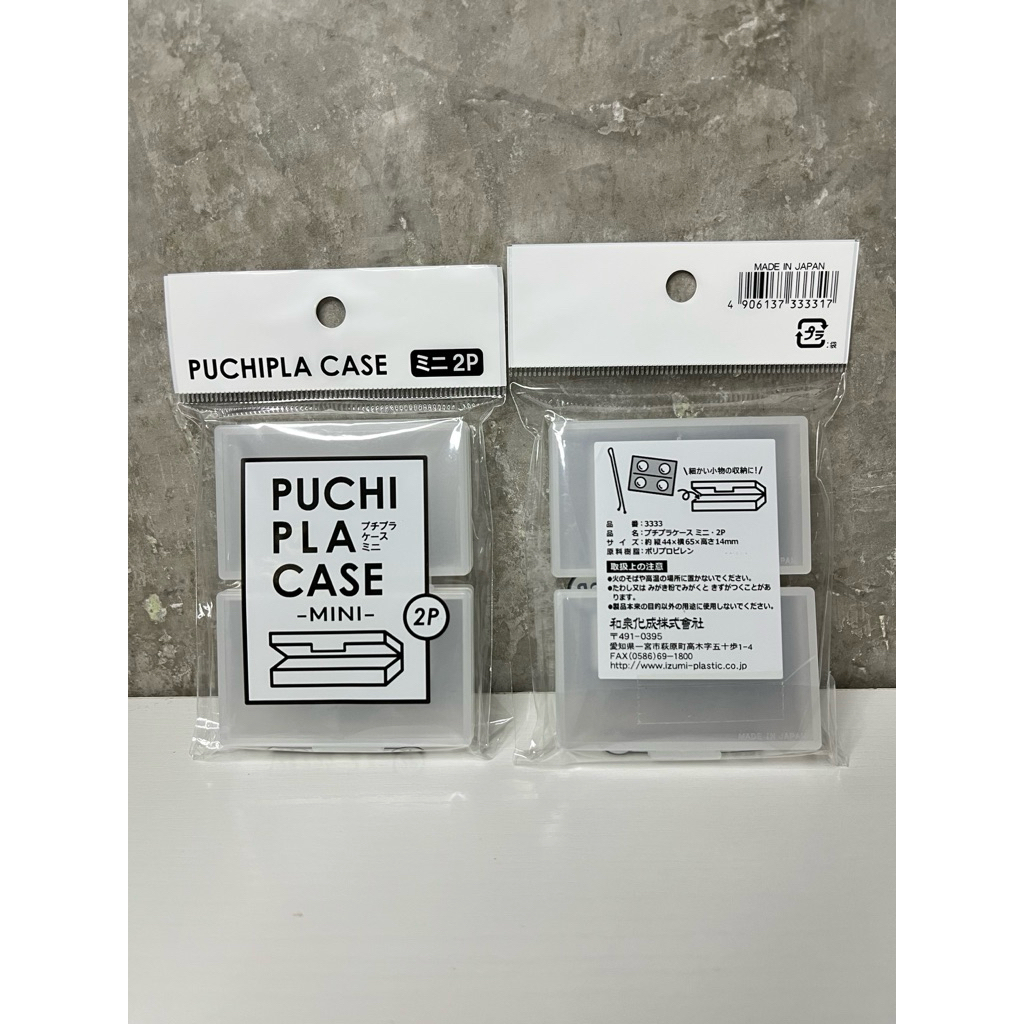 PUCHIPLA CASE ミニ2P
PUCHI
PLA プチプラ
ケース
ミニ
CASE
-MINI-
2P
MADE IN JAPAN
4 906137 333317
プラ
:袋
\細かい小物の収納に!/
品 番:3333
品 名:プチプラケース ミニ・2P
サイズ:約 縦44×横65×高さ14mm
原料樹脂:ポリプロピレン
取扱上の注意
●火のそばや高温の場所に置かないでください。
●たわし又は みがき粉でみがくと きずがつくことがあ
ります。
●製品本来の目的以外の用途に使用しないでください。
和泉化成株式會社
〒491-0395
愛知県一宮市萩原町高木字五十歩1-4
FAX(0586)69-1800
http://www.izumi-plastic.co.jp